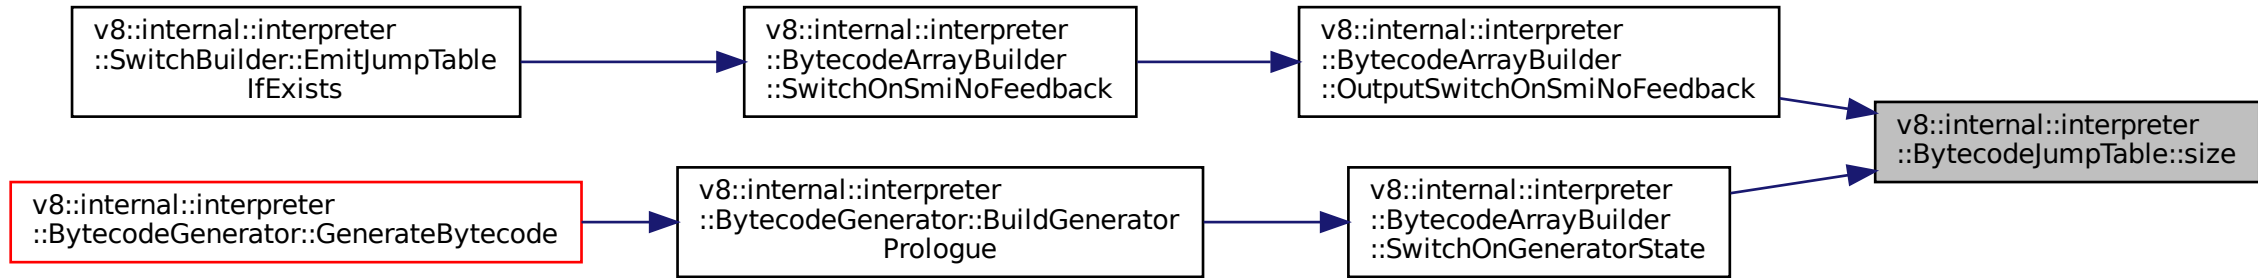 v8::internal::interpreter
::SwitchBuilder::EmitJumpTable
IfExists
v8::internal::interpreter
::BytecodeArrayBuilder
::SwitchOnSmiNoFeedback
v8::internal::interpreter
::BytecodeArrayBuilder
::OutputSwitchOnSmiNoFeedback
v8::internal::interpreter
::BytecodeJumpTable::size
v8::internal::interpreter
::BytecodeGenerator::GenerateBytecode
v8::internal::interpreter
::BytecodeGenerator::BuildGenerator
Prologue
v8::internal::interpreter
::BytecodeArrayBuilder
::SwitchOnGeneratorState